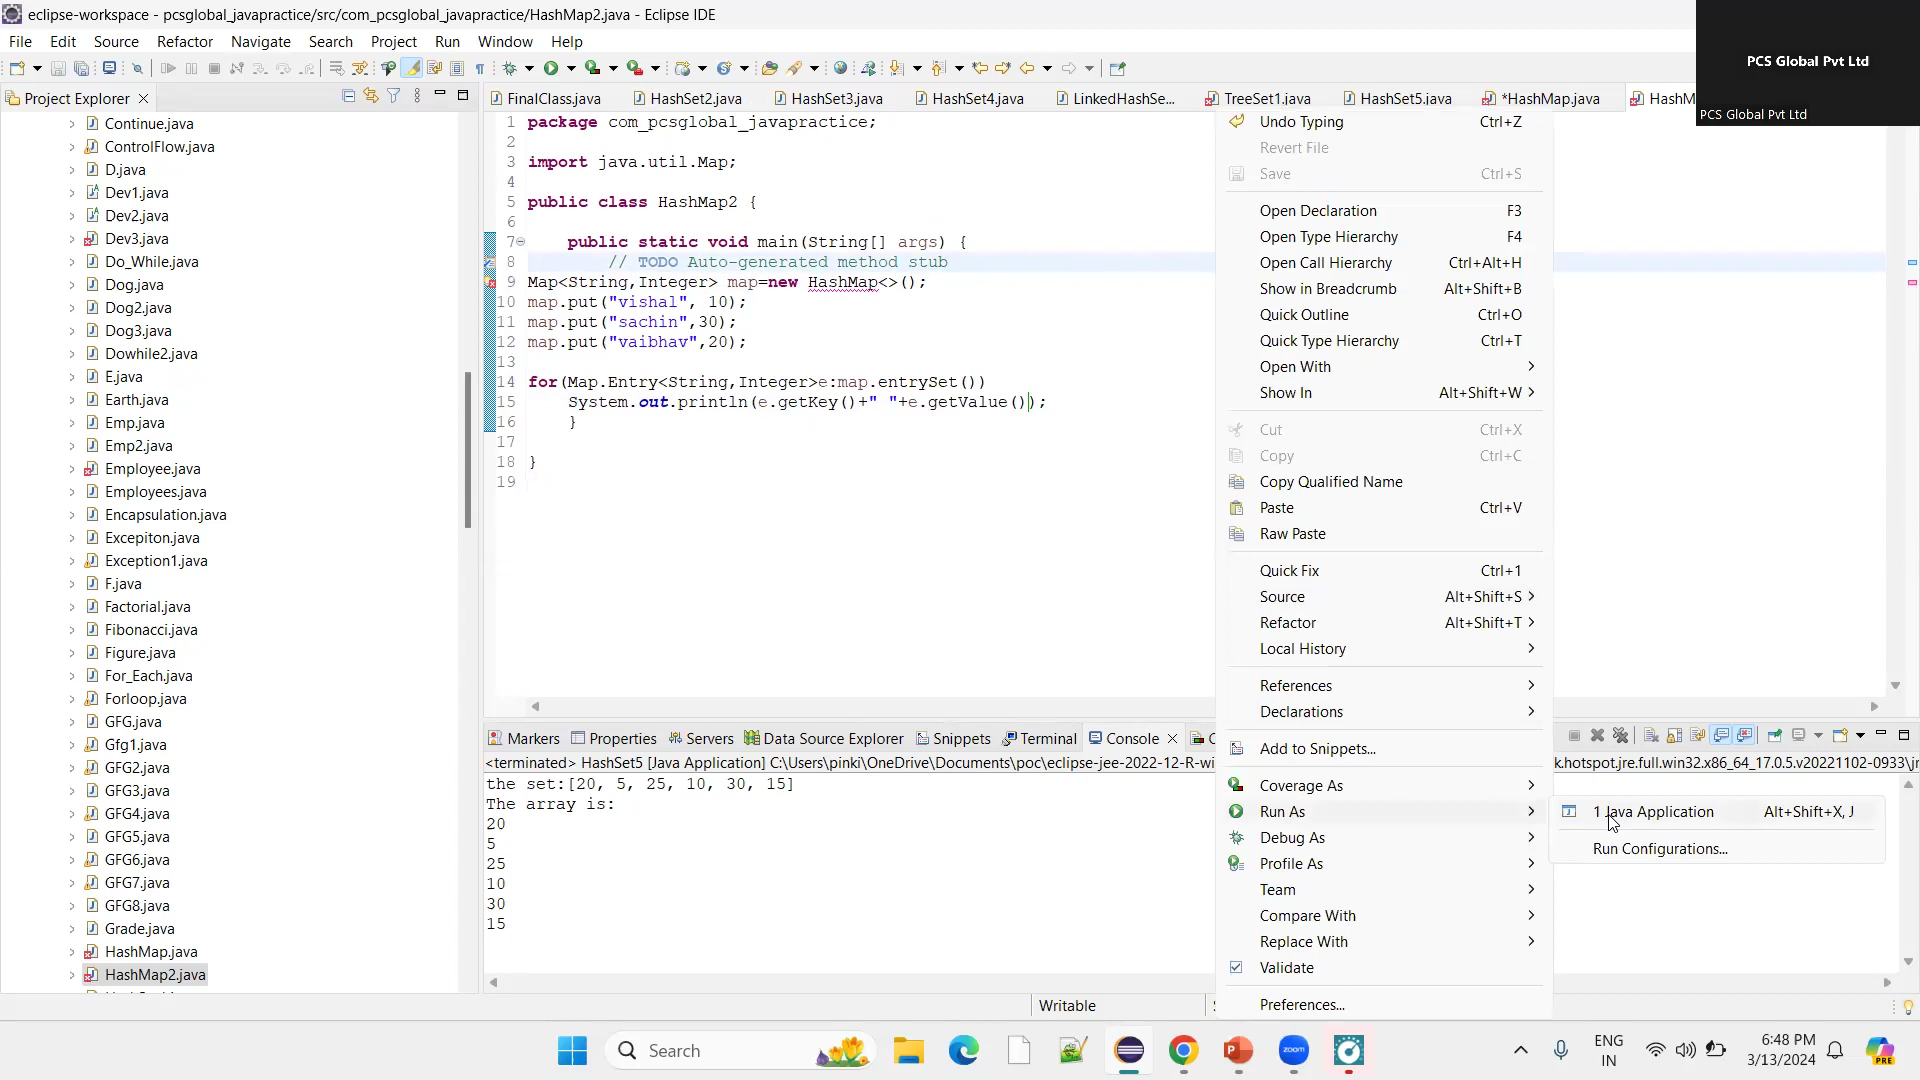 eclipse-workspace - pcsglobal_javapractice/src/com_pcsglobal_javapractice/HashMap2.java - Eclipse IDE
File Edit Source Refactor Navigate Search Project Run Window Help
PCS Global Pvt Ltd
PCS Global Pvt Ltd
Project Explorer
FinalClass.java HashSet2.java HashSet3.java HashSet4.java LinkedHashSe... TreeSet1.java HashSet5.java *HashMap.java HashM
Continue.java
ControlFlow.java
D.java
Dev1.java
Dev2.java
Dev3.java
Do_While.java
Dog.java
Dog2.java
Dog3.java
Dowhile2.java
E.java
Earth.java
Emp.java
Emp2.java
Employee.java
Employees.java
Encapsulation.java
Excepiton.java
Exception1.java
F.java
Factorial.java
Fibonacci.java
Figure.java
For_Each.java
Forloop.java
GFG.java
Gfg1.java
GFG2.java
GFG3.java
GFG4.java
GFG5.java
GFG6.java
GFG7.java
GFG8.java
Grade.java
HashMap.java
HashMap2.java
1 package com_pcsglobal_javapractice;
2
3 import java.util.Map;
4
5 public class HashMap2 {
6
7 public static void main(String[] args) {
8 // TODO Auto-generated method stub
9 Map<String,Integer> map=new HashMap<>();
10 map.put("vishal", 10);
11 map.put("sachin",30);
12 map.put("vaibhav",20);
13
14 for(Map.Entry<String,Integer>e:map.entrySet())
15 System.out.println(e.getKey()+" "+e.getValue());
16 }
17
18 }
19
Undo Typing Ctrl+Z
Revert File
Save Ctrl+S
Open Declaration F3
Open Type Hierarchy F4
Open Call Hierarchy Ctrl+Alt+H
Show in Breadcrumb Alt+Shift+B
Quick Outline Ctrl+O
Quick Type Hierarchy Ctrl+T
Open With
Show In Alt+Shift+W
Cut Ctrl+X
Copy Ctrl+C
Copy Qualified Name
Paste Ctrl+V
Raw Paste
Quick Fix Ctrl+1
Source Alt+Shift+S
Refactor Alt+Shift+T
Local History
References
Declarations
Add to Snippets...
Coverage As
Run As
Debug As
Profile As
Team
Compare With
Replace With
Validate
Preferences...
1 Java Application Alt+Shift+X, J
Run Configurations...
Markers Properties Servers Data Source Explorer Snippets Terminal Console C
<terminated> HashSet5 [Java Application] C:\Users\pinki\OneDrive\Documents\poc\eclipse-jee-2022-12-R-wi
k.hotspot.jre.full.win32.x86_64_17.0.5.v20221102-0933\jr
the set:[20, 5, 25, 10, 30, 15]
The array is:
20
5
25
10
30
15
Writable
Search
zoom
ENG
IN
6:48 PM
3/13/2024
PRE